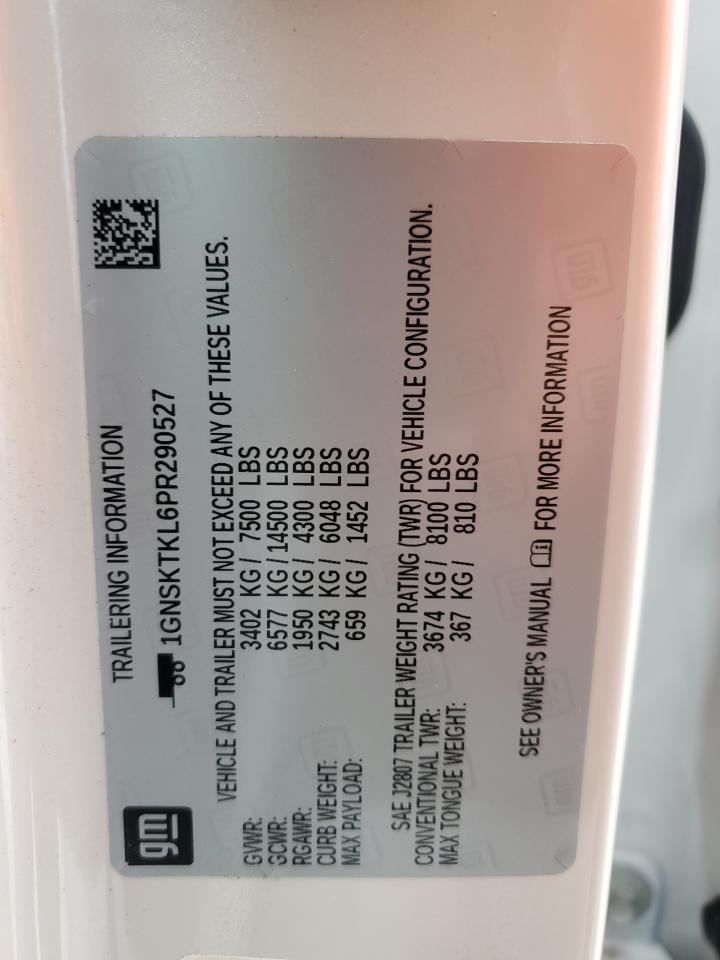 gm
TRAILERING INFORMATION
1GNSKTKL6PR290527
VEHICLE AND TRAILER MUST NOT EXCEED ANY OF THESE VALUES.
GVWR: 3402 KG / 7500 LBS
GCWR: 6577 KG / 14500 LBS
RGAWR: 1950 KG / 4300 LBS
CURB WEIGHT: 2743 KG / 6048 LBS
MAX PAYLOAD: 659 KG / 1452 LBS
SAE J2807 TRAILER WEIGHT RATING (TWR) FOR VEHICLE CONFIGURATION.
CONVENTIONAL TWR: 3674 KG / 8100 LBS
MAX TONGUE WEIGHT: 367 KG / 810 LBS
SEE OWNER'S MANUAL FOR MORE INFORMATION